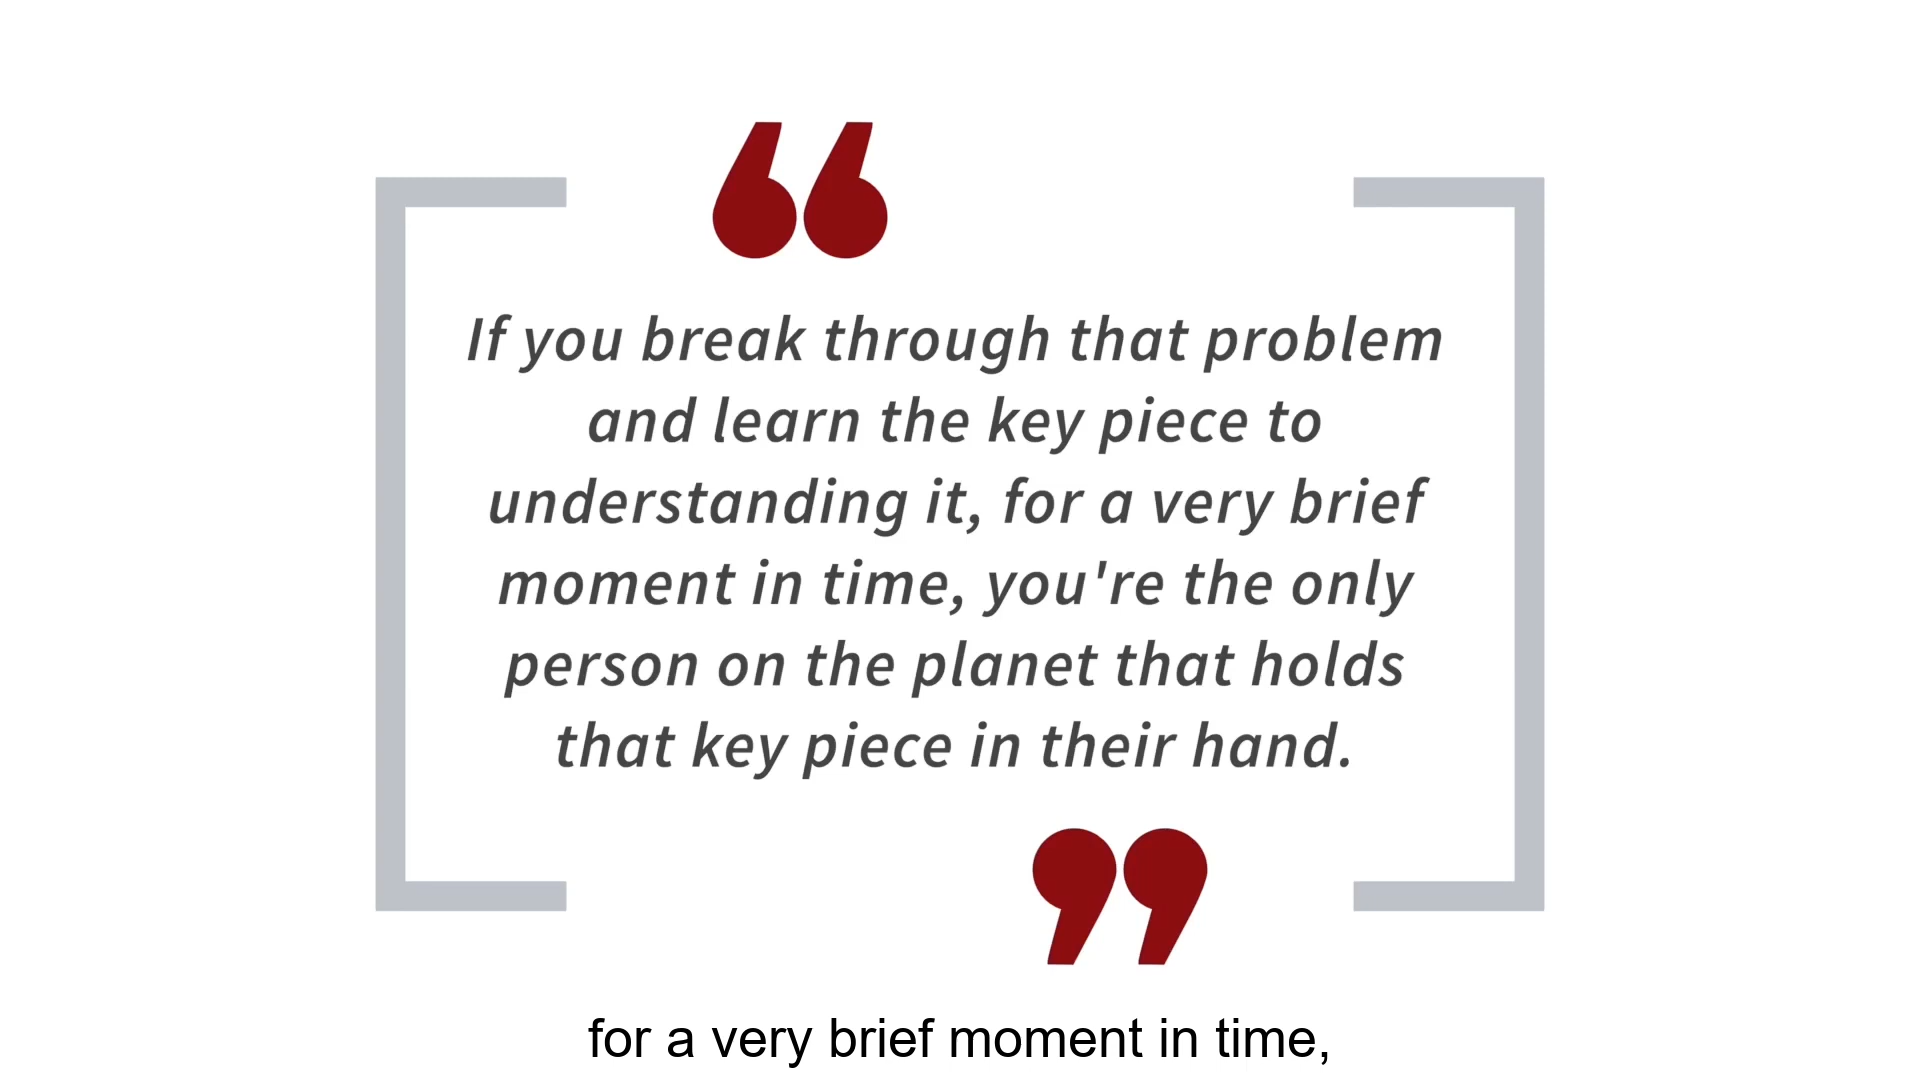 “
If you break through that problem
and learn the key piece to
understanding it, for a very brief
moment in time, you're the only
person on the planet that holds
that key piece in their hand.
”
for a very brief moment in time,